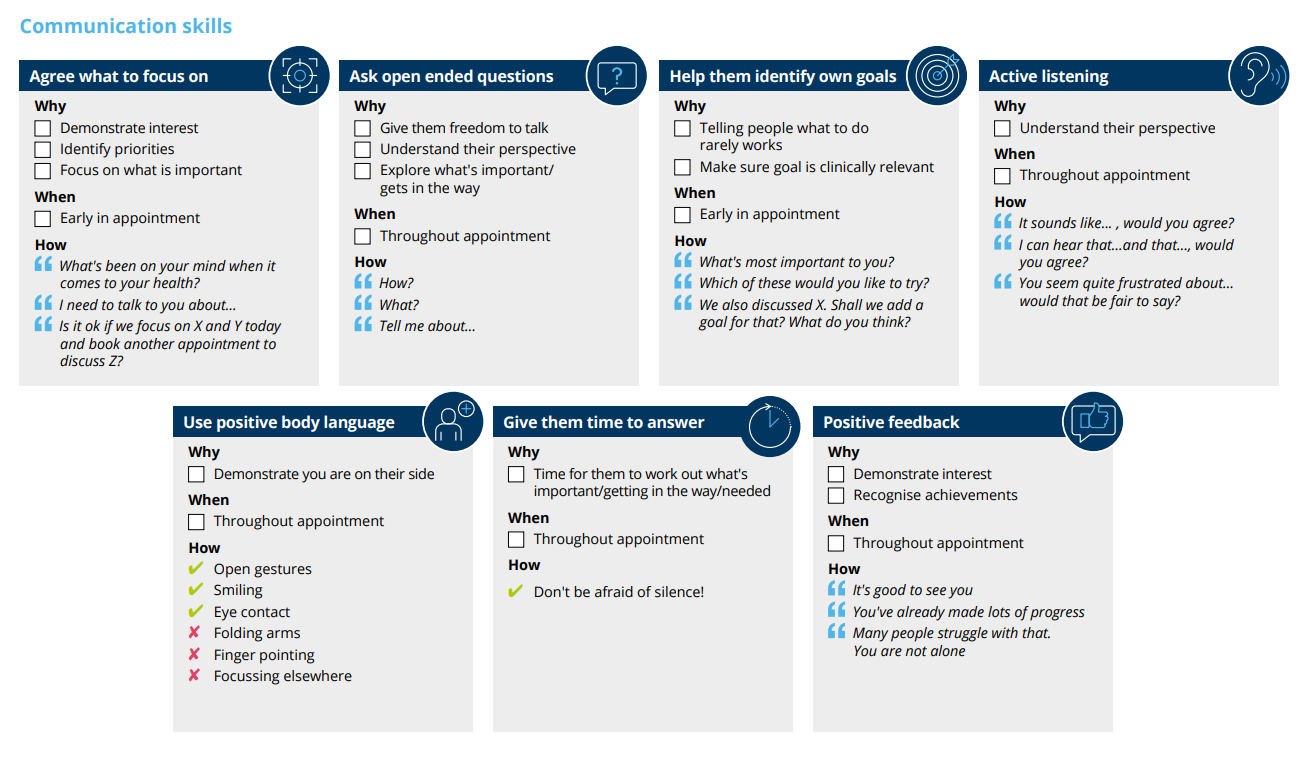 Communication skills
Agree what to focus on
Why
Demonstrate interest
Identify priorities
Focus on what is important
When
Early in appointment
How
What's been on your mind when it
comes to your health?
I need to talk to you about...
Is it ok if we focus on X and Y today
and book another appointment to
discuss Z?
Ask open ended questions
?
Why
Give them freedom to talk
Understand their perspective
Explore what's important/
gets in the way
When
Throughout appointment
How
How?
What?
Tell me about...
Help them identify own goals
Why
Telling people what to do
rarely works
Make sure goal is clinically relevant
When
Early in appointment
How
What's most important to you?
Which of these would you like to try?
We also discussed X. Shall we add a
goal for that? What do you think?
Active listening
Why
Understand their perspective
When
Throughout appointment
How
It sounds like... , would you agree?
I can hear that...and that..., would
you agree?
You seem quite frustrated about...
would that be fair to say?
Use positive body language
Why
Demonstrate you are on their side
When
Throughout appointment
How
Open gestures
Smiling
Eye contact
Folding arms
Finger pointing
Focussing elsewhere
Give them time to answer
Why
Time for them to work out what's
important/getting in the way/needed
When
Throughout appointment
How
Don't be afraid of silence!
Positive feedback
Why
Demonstrate interest
Recognise achievements
When
Throughout appointment
How
It's good to see you
You've already made lots of progress
Many people struggle with that.
You are not alone